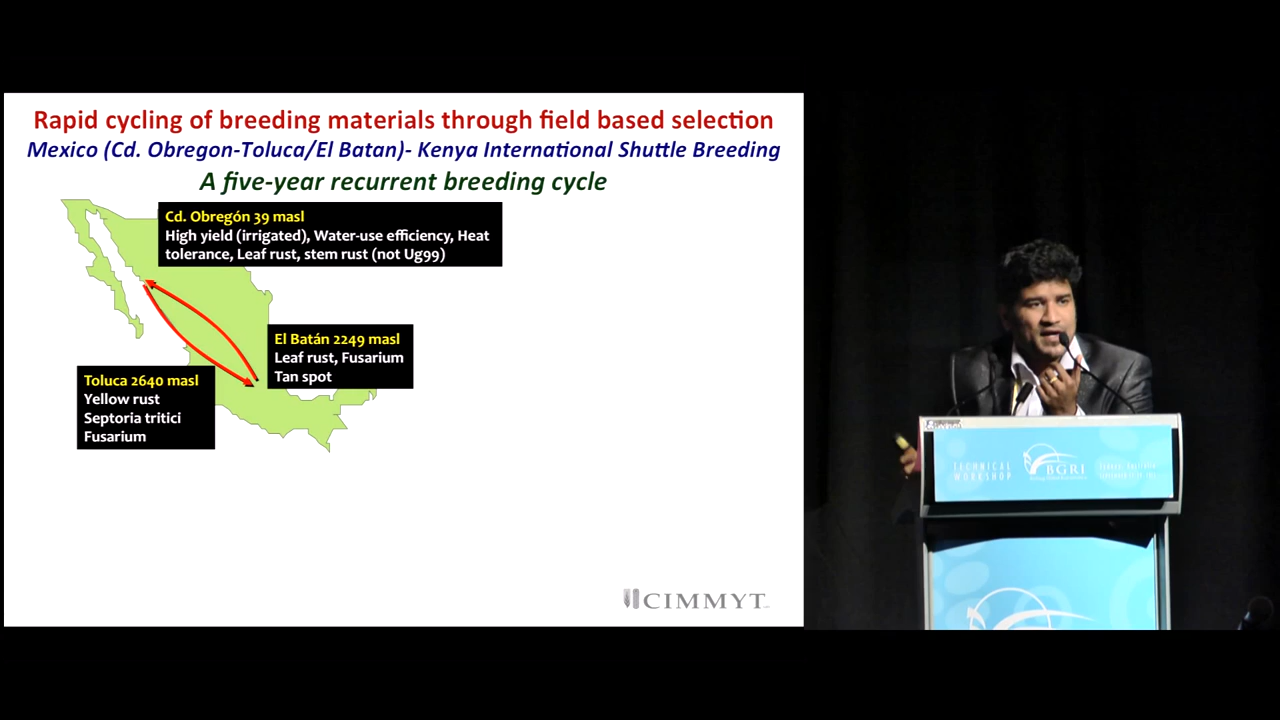 Rapid cycling of breeding materials through field based selection
Mexico (Cd. Obregon-Toluca/El Batan)- Kenya International Shuttle Breeding
A five-year recurrent breeding cycle
Cd. Obregón 39 masl
High yield (irrigated), Water-use efficiency, Heat
tolerance, Leaf rust, stem rust (not Ug99)
El Batán 2249 masl
Leaf rust, Fusarium
Tan spot
Toluca 2640 masl
Yellow rust
Septoria tritici
Fusarium
CIMMYT
TECHNICAL
WORKSHOP
BGRI